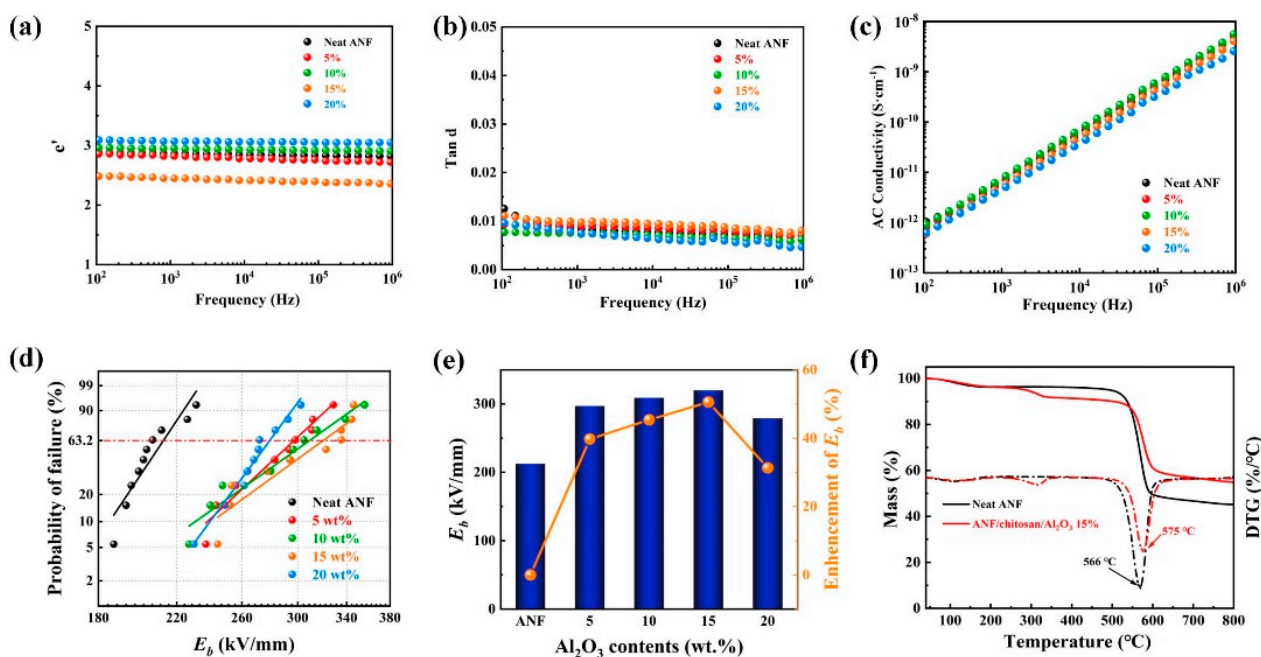 (a)
Neat ANF
5%
10%
15%
20%
5
4
3
2
1
ε'
10² 10³ 10⁴ 10⁵ 10⁶
Frequency (Hz)
(b)
Neat ANF
5%
10%
15%
20%
0.05
0.04
0.03
0.02
0.01
0.00
Tan d
10² 10³ 10⁴ 10⁵ 10⁶
Frequency (Hz)
(c)
10⁻⁸
10⁻⁹
10⁻¹⁰
10⁻¹¹
10⁻¹²
10⁻¹³
AC Conductivity (S·cm⁻¹)
Neat ANF
5%
10%
15%
20%
10² 10³ 10⁴ 10⁵ 10⁶
Frequency (Hz)
(d)
99
90
63.2
20
10
5
2
Probability of failure (%)
Neat ANF
5 wt%
10 wt%
15 wt%
20 wt%
180 220 260 300 340 380
E_b (kV/mm)
(e)
300
200
100
0
E_b (kV/mm)
60
40
20
0
Enhencement of E_b (%)
ANF 5 10 15 20
Al₂O₃ contents (wt.%)
(f)
100
80
60
40
20
0
Mass (%)
DTG (%/°C)
Neat ANF
ANF/chitosan/Al₂O₃ 15%
575 °C
566 °C
100 200 300 400 500 600 700 800
Temperature (°C)